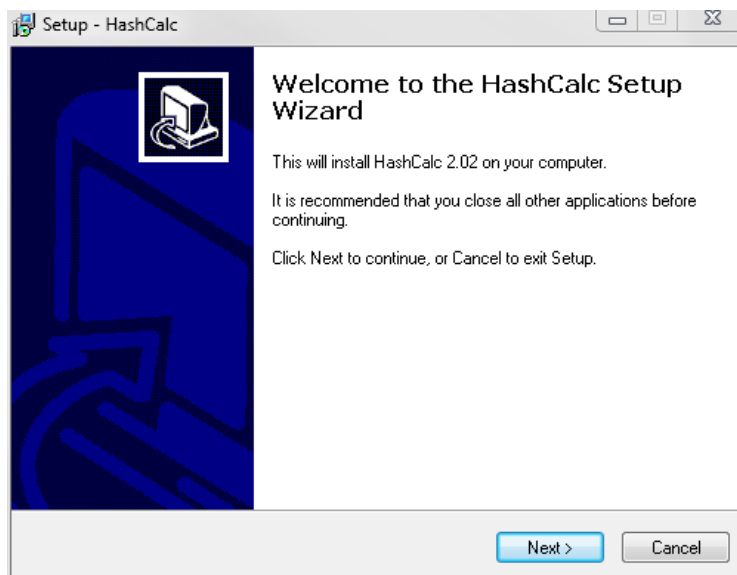 Setup - HashCalc
Welcome to the HashCalc Setup
Wizard
This will install HashCalc 2.02 on your computer.
It is recommended that you close all other applications before
continuing.
Click Next to continue, or Cancel to exit Setup.
Next >
Cancel